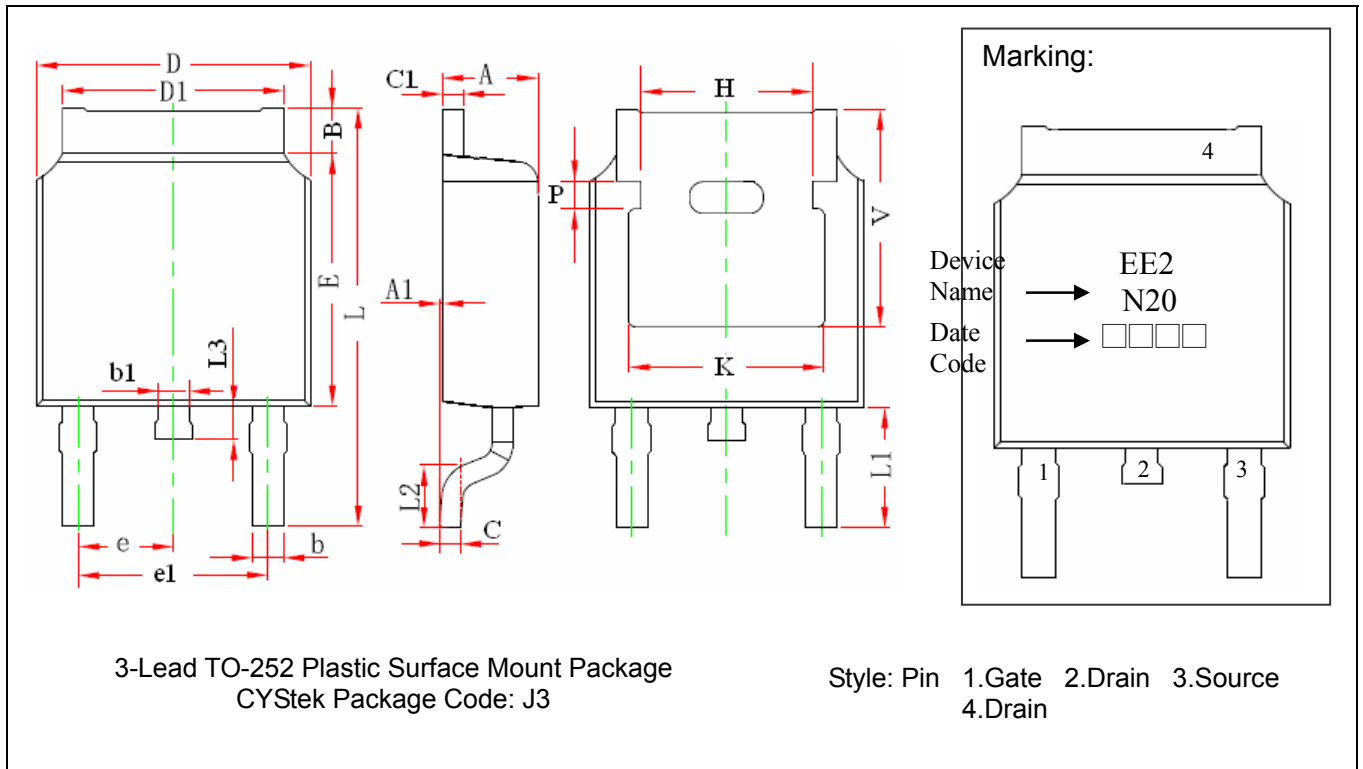 D
D1
B
E
L
L3
b1
e
e1
b
C1
A
A1
L2
C
H
P
V
K
L1
Marking:
4
Device
Name
EE2
N20
Date
Code
□□□□
1
2
3
3-Lead TO-252 Plastic Surface Mount Package
CYStek Package Code: J3
Style: Pin 1.Gate 2.Drain 3.Source
4.Drain